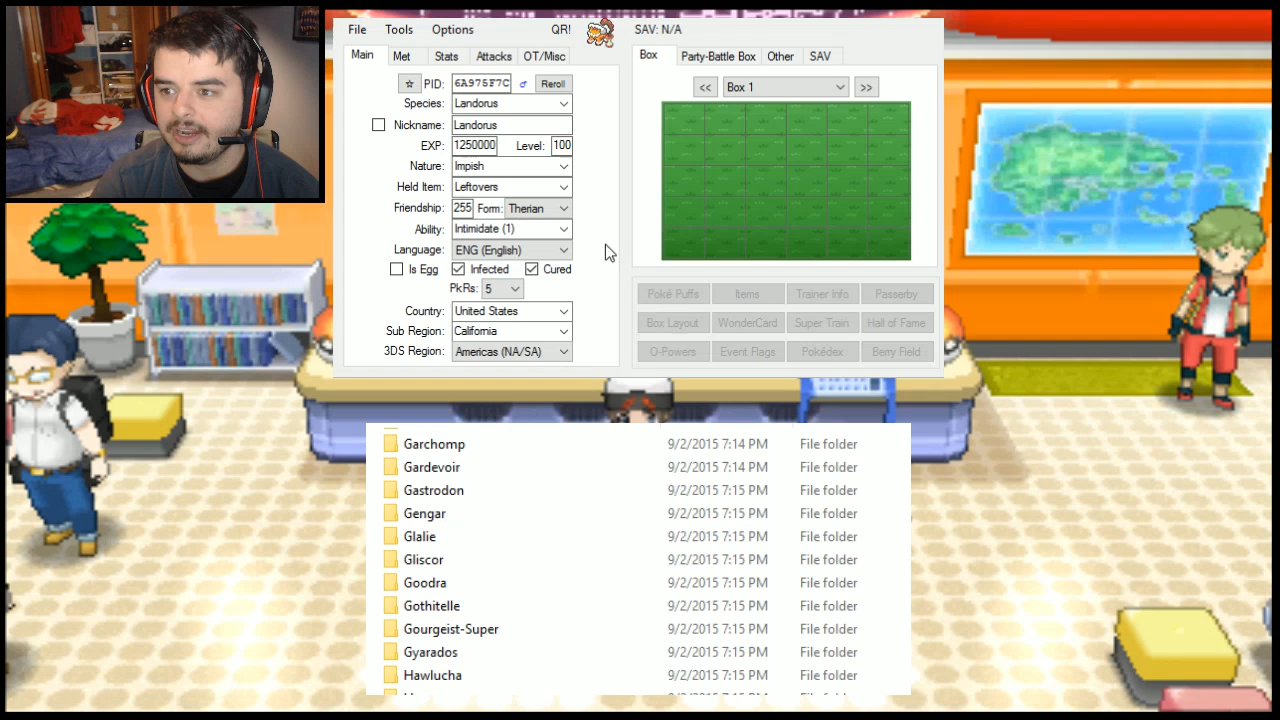 File Tools Options QR! SAV: N/A
Main Met Stats Attacks OT/Misc Box Party-Battle Box Other SAV
☆ PID: 6A975F7C ♂ Reroll << Box 1 >>
Species: Landorus
Nickname: Landorus
EXP: 1250000 Level: 100
Nature: Impish
Held Item: Leftovers
Friendship: 255 Form: Therian
Ability: Intimidate (1)
Language: ENG (English)
Is Egg Infected Cured
PkRs: 5
Country: United States
Sub Region: California
3DS Region: Americas (NA/SA)
Poké Puffs Items Trainer Info Passerby
Box Layout WonderCard Super Train Hall of Fame
O-Powers Event Flags Pokédex Berry Field
Garchomp 9/2/2015 7:14 PM File folder
Gardevoir 9/2/2015 7:14 PM File folder
Gastrodon 9/2/2015 7:15 PM File folder
Gengar 9/2/2015 7:15 PM File folder
Glalie 9/2/2015 7:15 PM File folder
Gliscor 9/2/2015 7:15 PM File folder
Goodra 9/2/2015 7:15 PM File folder
Gothitelle 9/2/2015 7:15 PM File folder
Gourgeist-Super 9/2/2015 7:15 PM File folder
Gyarados 9/2/2015 7:15 PM File folder
Hawlucha 9/2/2015 7:15 PM File folder